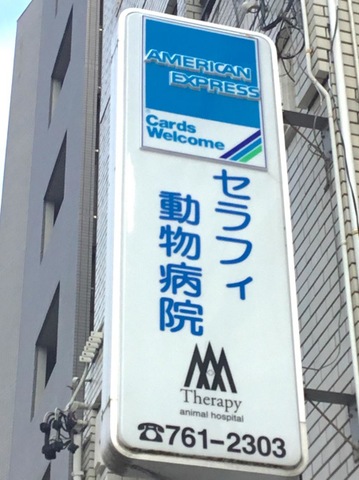 AMERICAN
EXPRESS
Cards
Welcome
セラフィ
動物病院
Therapy
animal hospital
☎761-2303